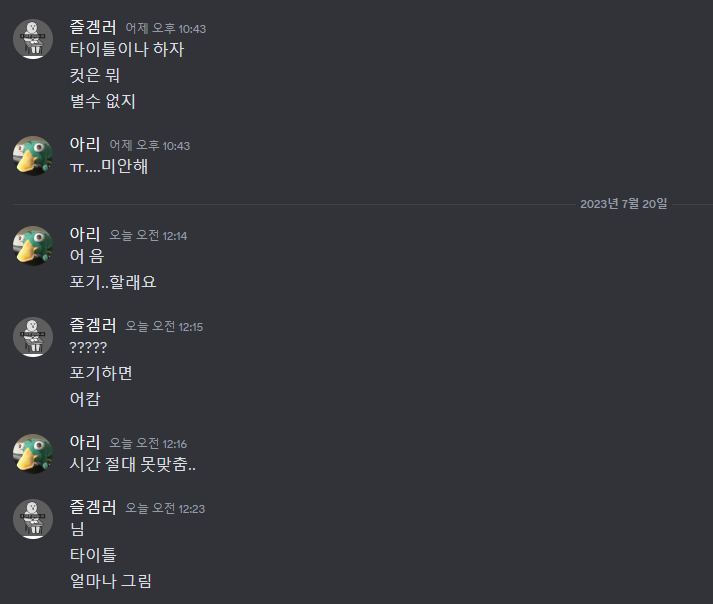 즐겜러 어제 오후 10:43
타이틀이나 하자
컷은 뭐
별수 없지
아리 어제 오후 10:43
ㅠ....미안해
2023년 7월 20일
아리 오늘 오전 12:14
어 음
포기..할래요
즐겜러 오늘 오전 12:15
?????
포기하면
어캄
아리 오늘 오전 12:16
시간 절대 못맞춤..
즐겜러 오늘 오전 12:23
님
타이틀
얼마나 그림